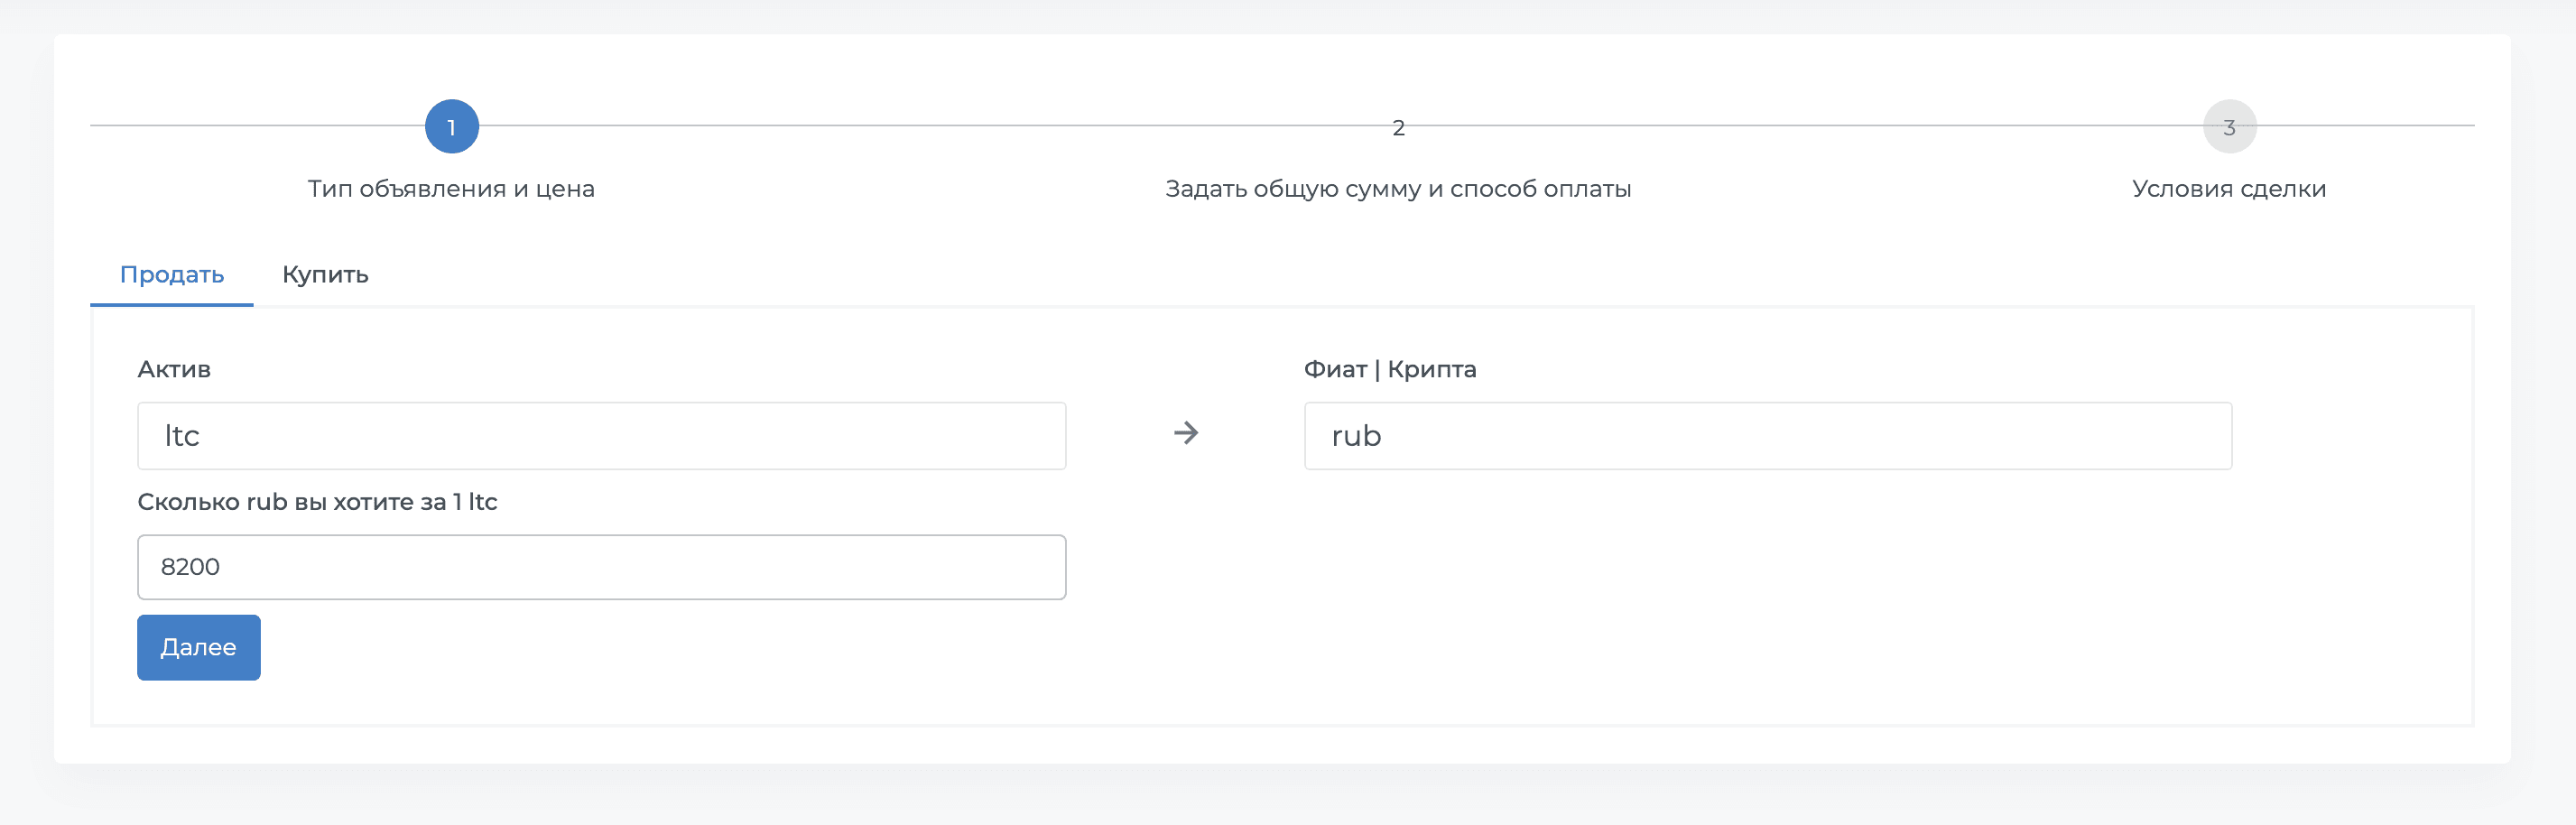 1
2
3
Тип объявления и цена
Задать общую сумму и способ оплаты
Условия сделки
Продать
Купить
Актив
Фиат | Крипта
ltc
rub
Сколько rub вы хотите за 1 ltc
8200
Далее